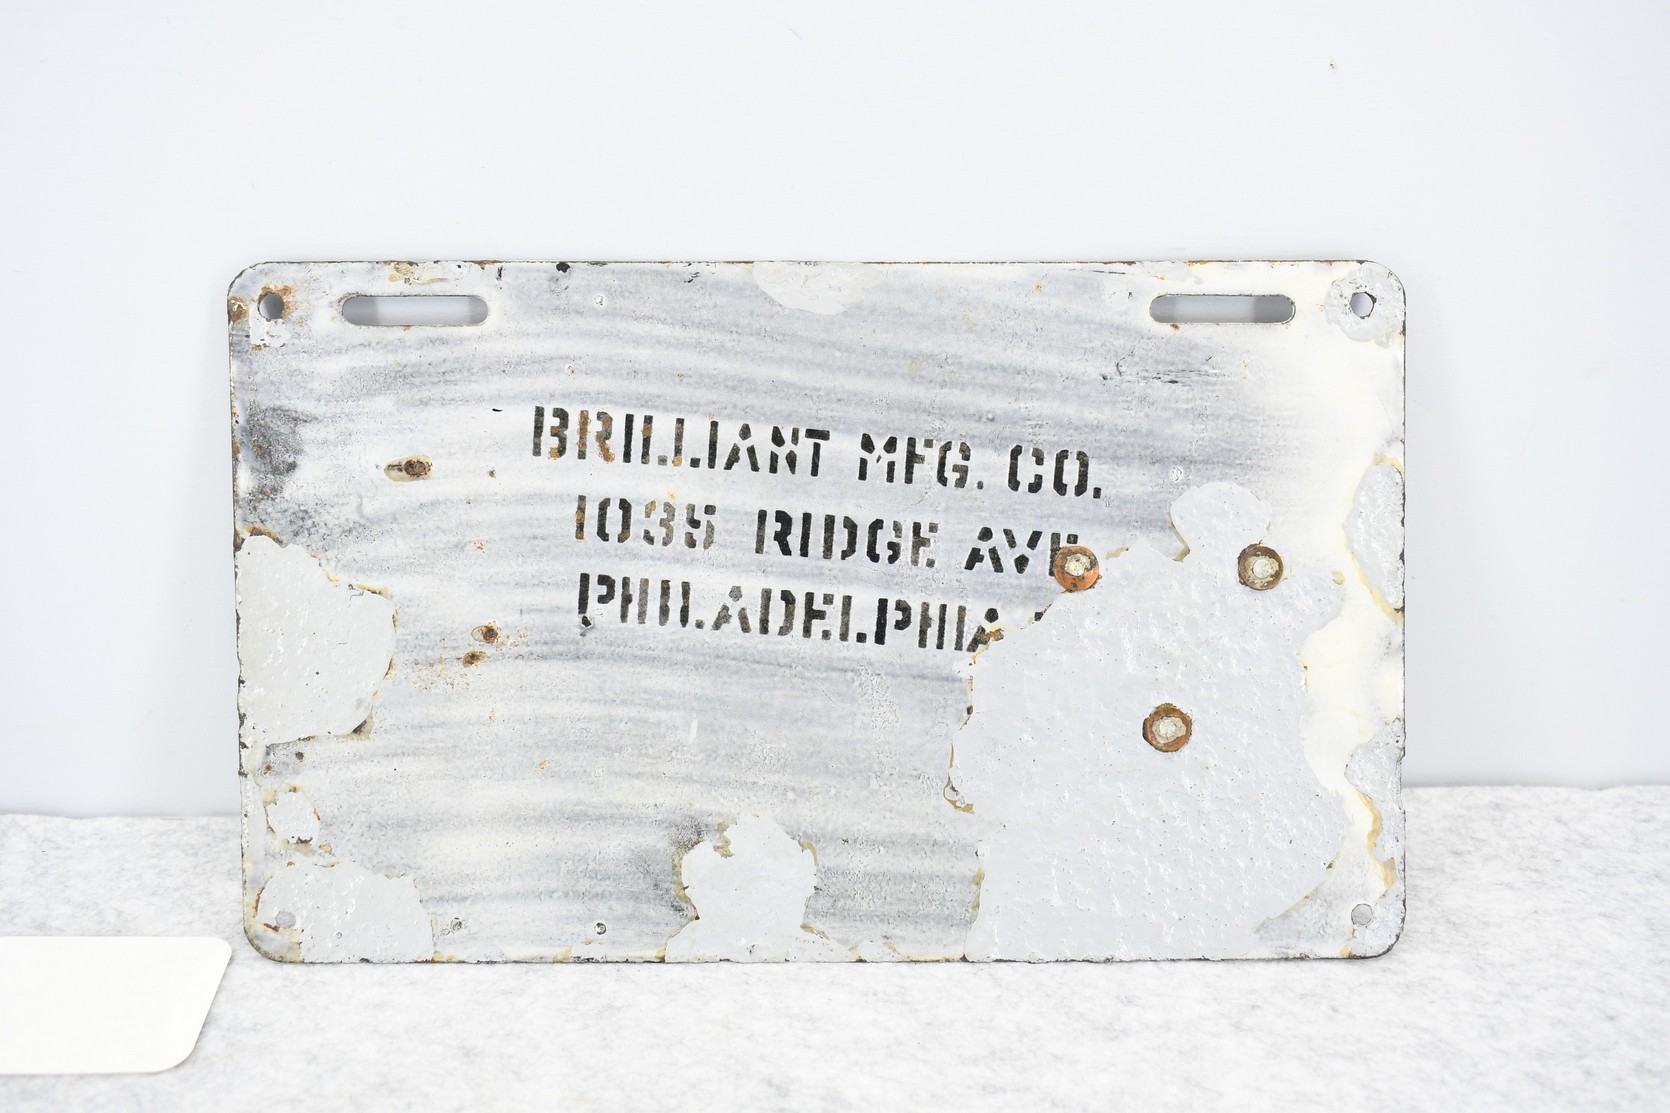 BRILLIANT MFG. CO.
1035 RIDGE AVE
PHILADELPHIA